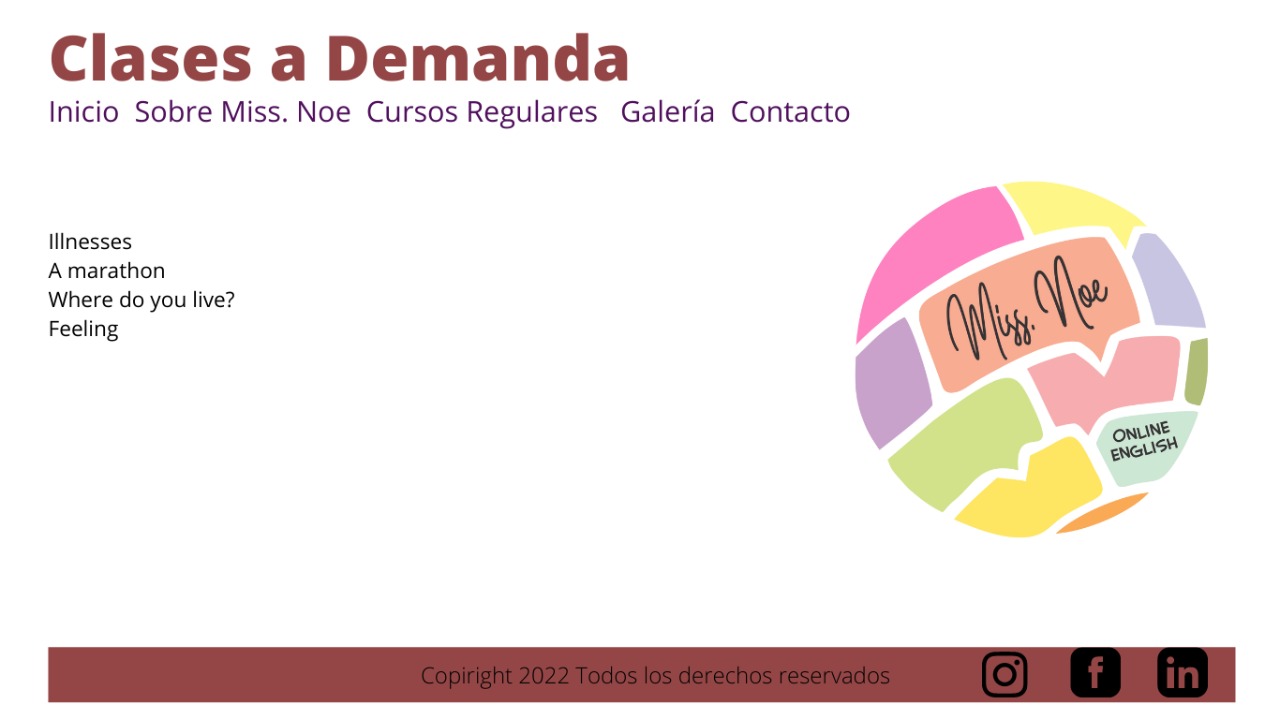 Clases a Demanda
Inicio Sobre Miss. Noe Cursos Regulares Galería Contacto
Illnesses
A marathon
Where do you live?
Feeling
Miss. Noe
ONLINE
ENGLISH
Copiright 2022 Todos los derechos reservados